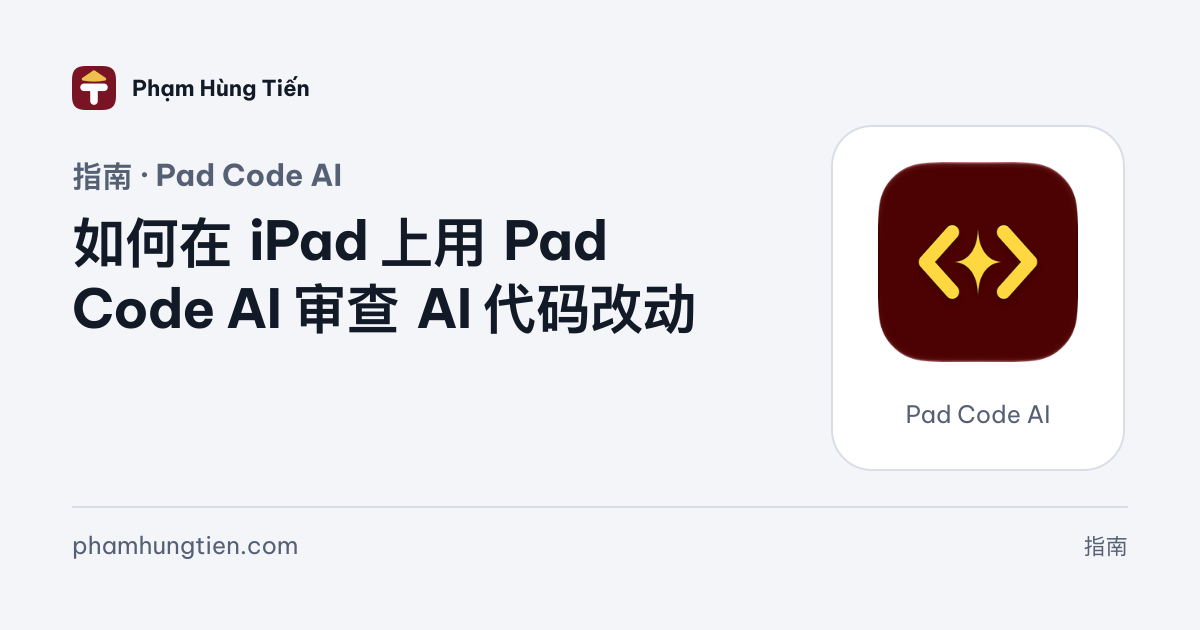 Phạm Hùng Tiến
指南 · Pad Code AI
如何在 iPad 上用 Pad
Code AI 审查 AI 代码改动
Pad Code AI
phamhungtien.com
指南